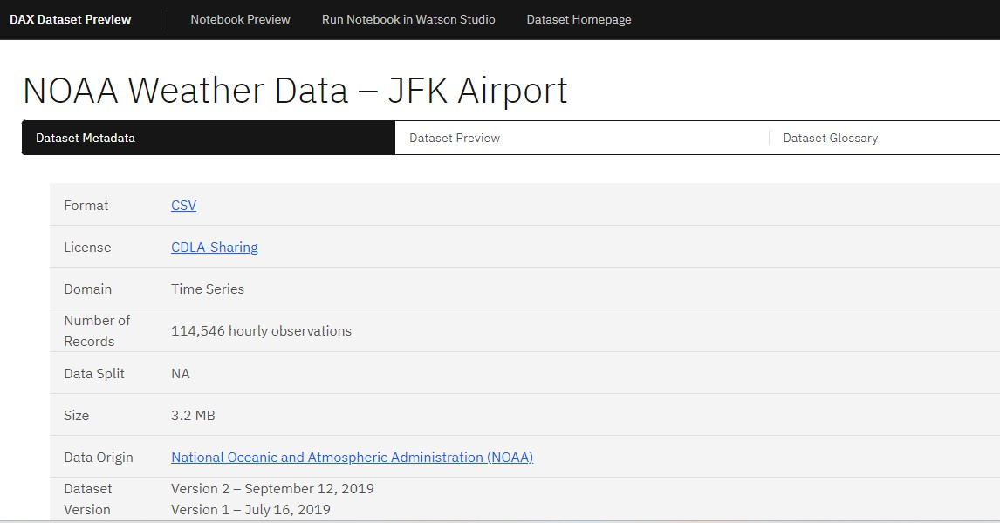 DAX Dataset Preview Notebook Preview Run Notebook in Watson Studio Dataset Homepage
NOAA Weather Data – JFK Airport
Dataset Metadata Dataset Preview Dataset Glossary
Format CSV
License CDLA-Sharing
Domain Time Series
Number of
Records 114,546 hourly observations
Data Split NA
Size 3.2 MB
Data Origin National Oceanic and Atmospheric Administration (NOAA)
Dataset Version 2 – September 12, 2019
Version Version 1 – July 16, 2019